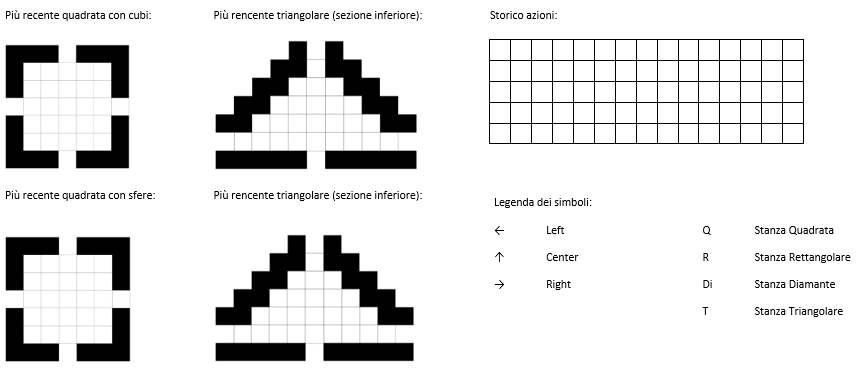 Più recente quadrata con cubi:
Più rencente triangolare (sezione inferiore):
Storico azioni:
Più recente quadrata con sfere:
Più rencente triangolare (sezione inferiore):
Legenda dei simboli:
← Left Q Stanza Quadrata
↑ Center R Stanza Rettangolare
→ Right Di Stanza Diamante
T Stanza Triangolare